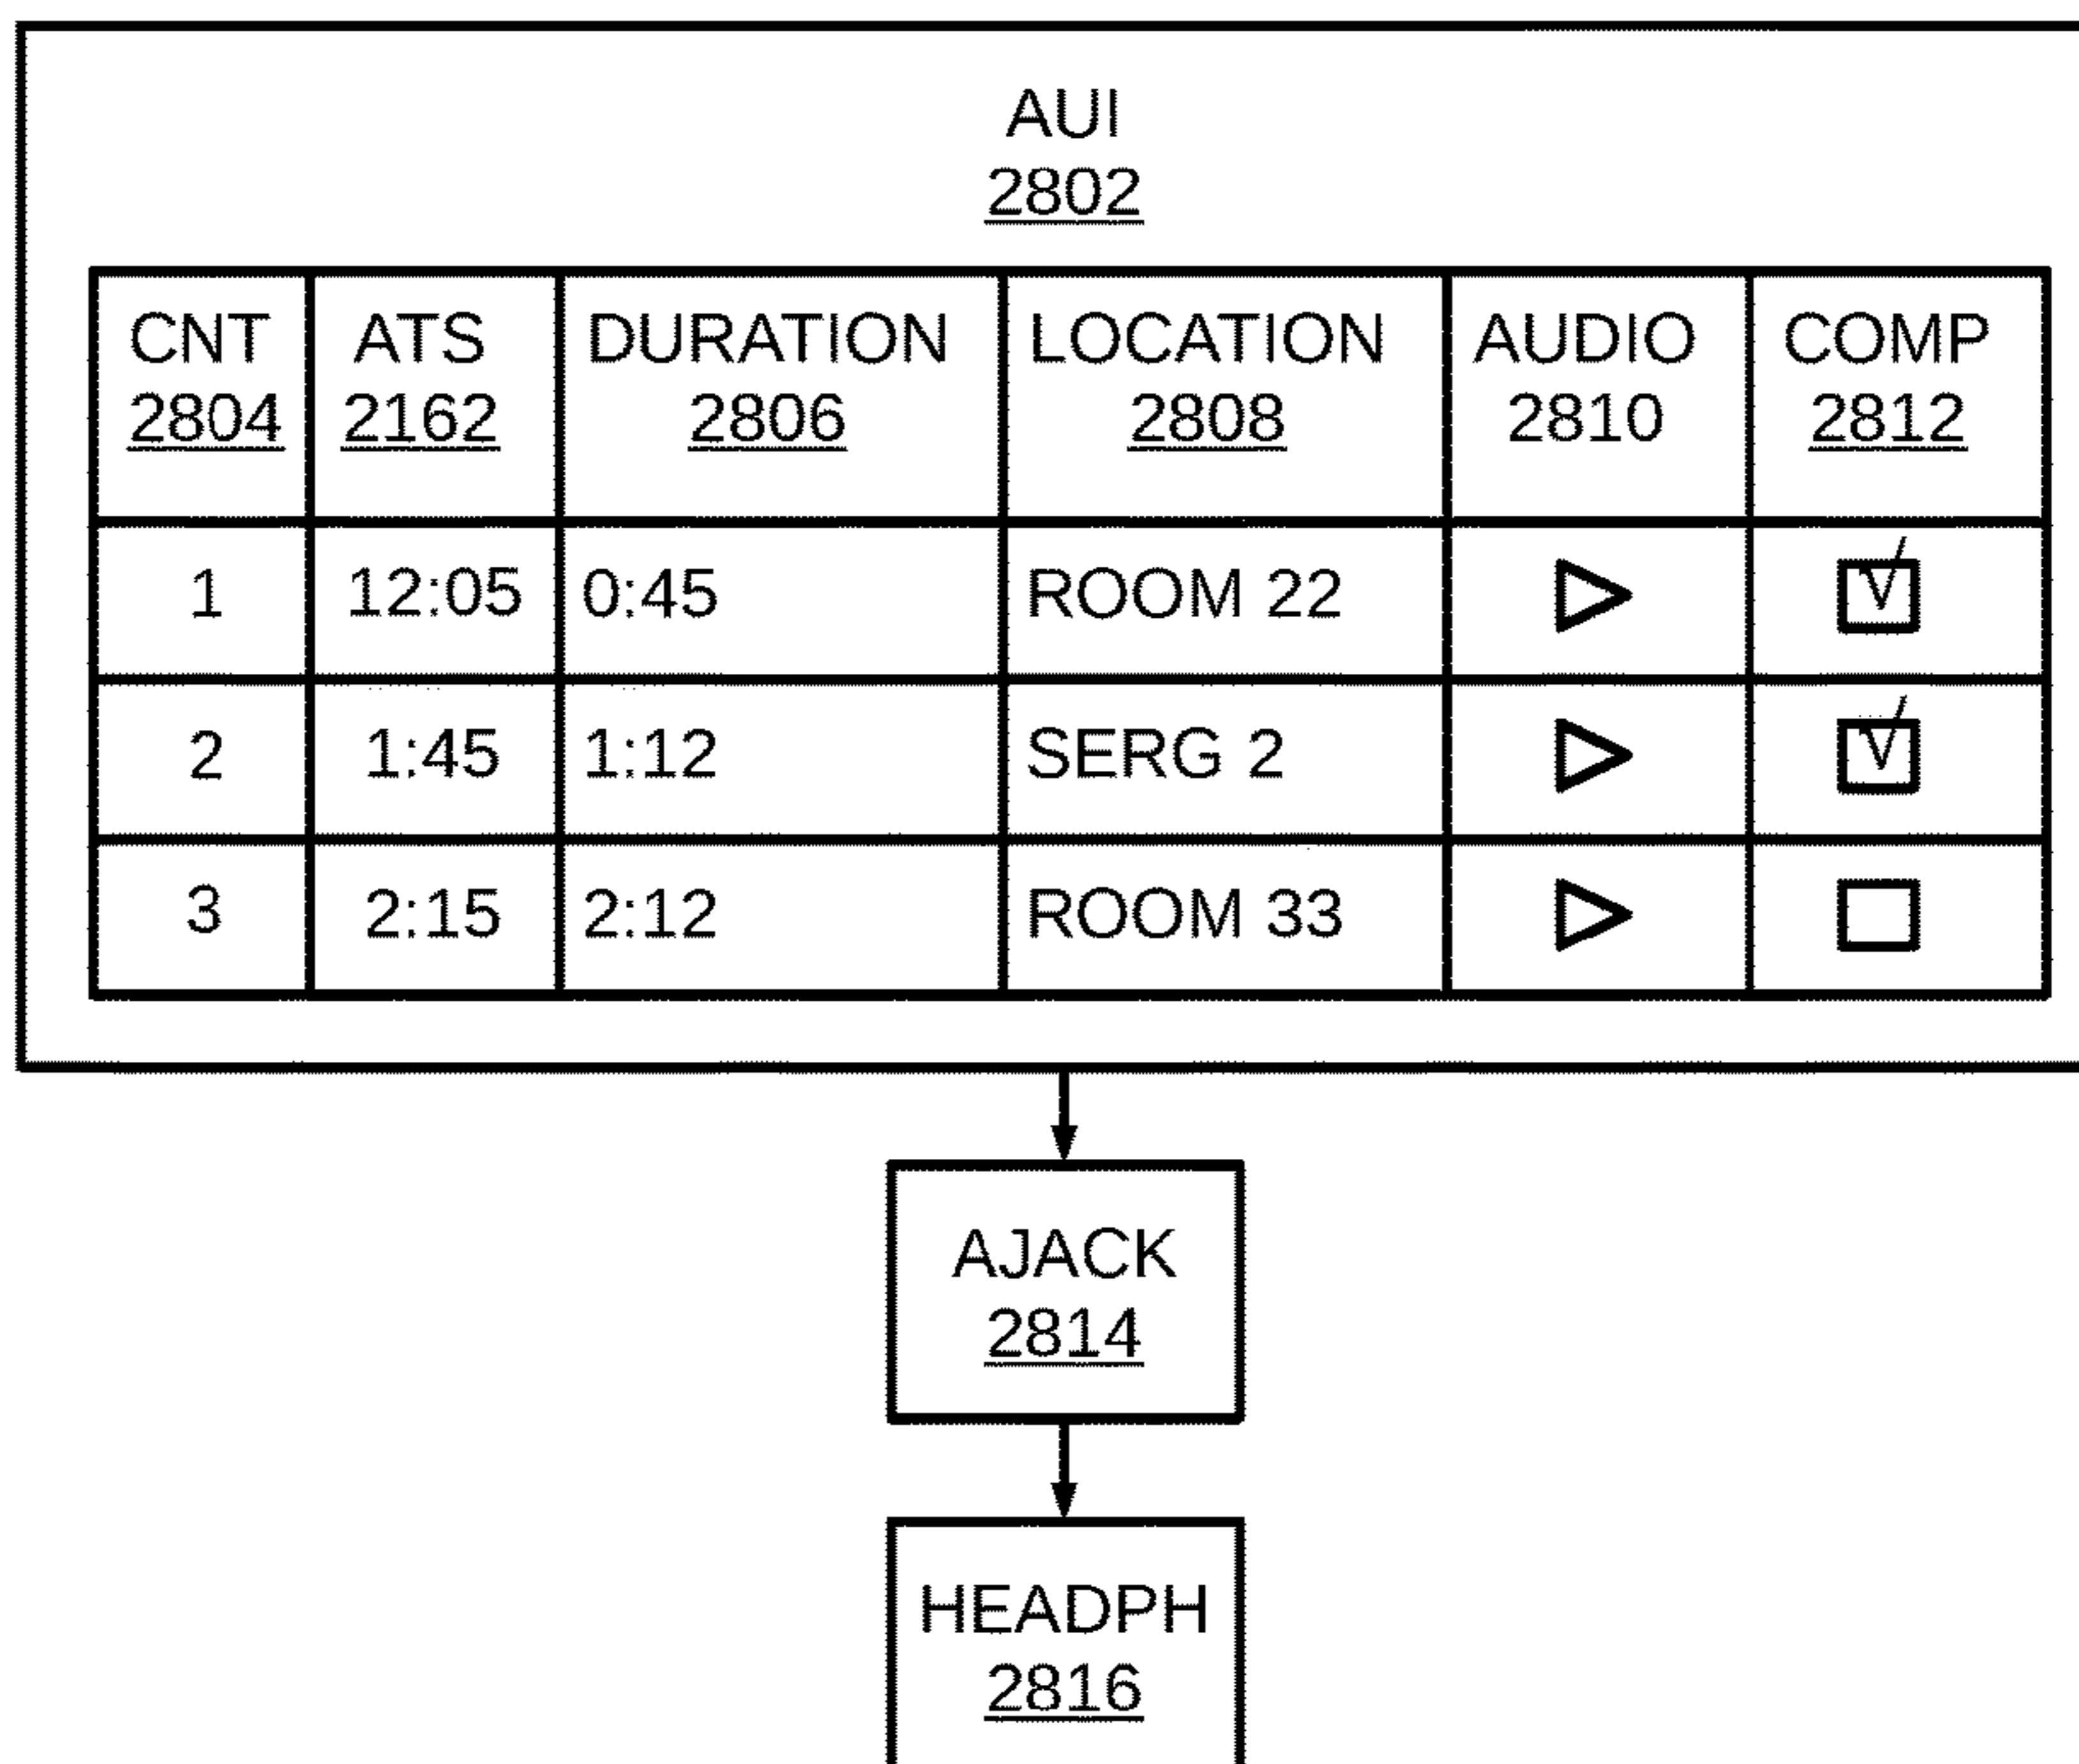 AUI
2802
CNT ATS DURATION LOCATION AUDIO COMP
2804 2162 2806 2808 2810 2812
1 12:05 0:45 ROOM 22
2 1:45 1:12 SERG 2
3 2:15 2:12 ROOM 33
AJACK
2814
HEADPH
2816